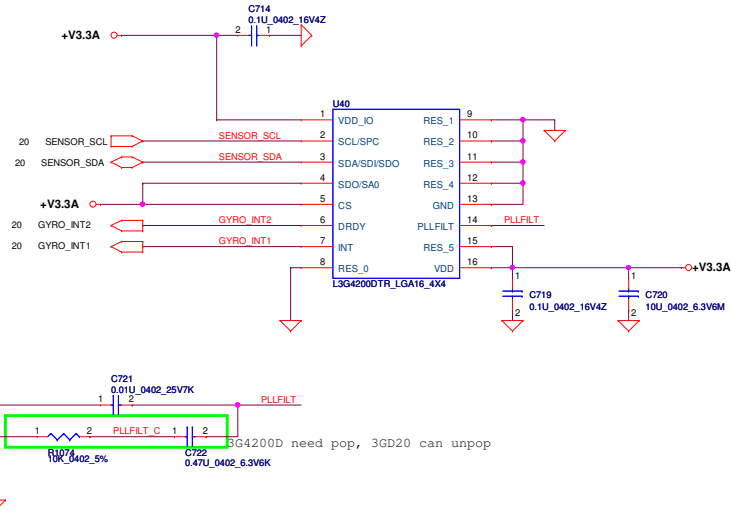 C714
0.1U_0402_16V4Z
+V3.3A
2 1
U40
1 VDD_IO RES_1 9
20 SENSOR_SCL SENSOR_SCL 2 SCL/SPC RES_2 10
20 SENSOR_SDA SENSOR_SDA 3 SDA/SDI/SDO RES_3 11
4 SDO/SA0 RES_4 12
+V3.3A 5 CS GND 13
20 GYRO_INT2 GYRO_INT2 6 DRDY PLLFILT 14 PLLFILT
20 GYRO_INT1 GYRO_INT1 7 INT RES_5 15
8 RES_0 VDD 16 +V3.3A
L3G4200DTR_LGA16_4X4
1 1
C719 C720
0.1U_0402_16V4Z 10U_0402_6.3V6M
2 2
C721
0.01U_0402_25V7K
1 2 PLLFILT
1 2 PLLFILT_C 1 2
3G4200D need pop, 3GD20 can unpop
R1074 C722
10K_0402_5% 0.47U_0402_6.3V6K